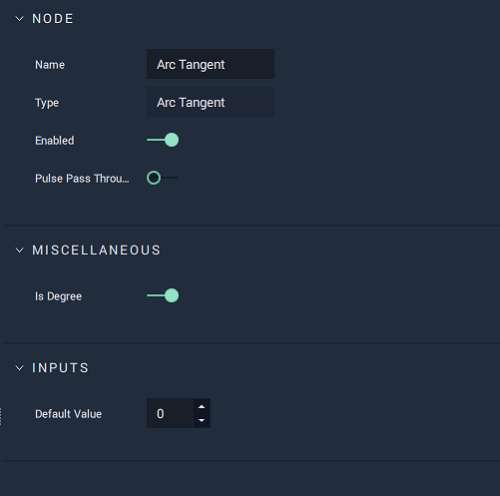 NODE
Name Arc Tangent
Type Arc Tangent
Enabled
Pulse Pass Throu...
MISCELLANEOUS
Is Degree
INPUTS
Default Value 0